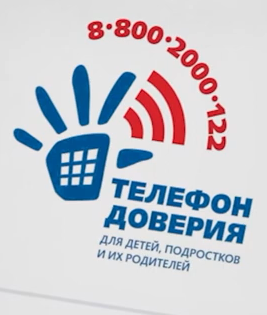 8·800·2000·122
ТЕЛЕФОН
ДОВЕРИЯ
ДЛЯ ДЕТЕЙ, ПОДРОСТКОВ
И ИХ РОДИТЕЛЕЙ